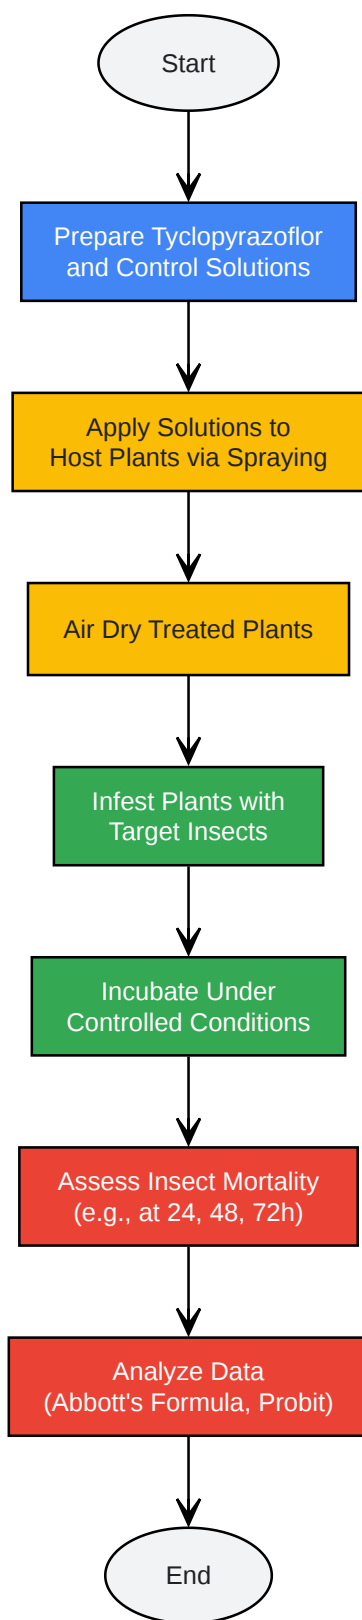 Start
Prepare Tyclopyrazoflor
and Control Solutions
Apply Solutions to
Host Plants via Spraying
Air Dry Treated Plants
Infest Plants with
Target Insects
Incubate Under
Controlled Conditions
Assess Insect Mortality
(e.g., at 24, 48, 72h)
Analyze Data
(Abbott's Formula, Probit)
End